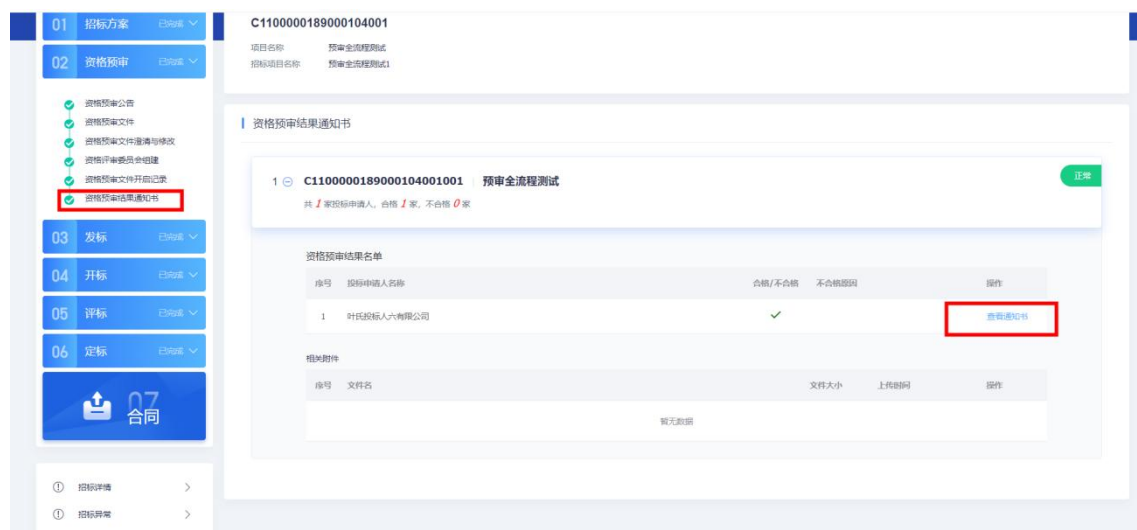 01 招标方案 已完成
02 资格预审 已完成
资格预审公告
资格预审文件
资格预审文件澄清与修改
资格评审委员会组建
资格预审文件开启记录
资格预审结果通知书
03 发标 已完成
04 开标 已完成
05 评标 已完成
06 定标 已完成
07
合同
招标详情
招标异常
C1100000189000104001
项目名称 预审全流程测试
招标项目名称 预审全流程测试1
资格预审结果通知书
1 C1100000189000104001001 预审全流程测试 正常
共 1 家投标申请人, 合格 1 家, 不合格 0 家
资格预审结果名单
序号 投标申请人名称 合格/不合格 不合格原因 操作
1 叶氏投标人六有限公司 查看通知书
相关附件
序号 文件名 文件大小 上传时间 操作
暂无数据